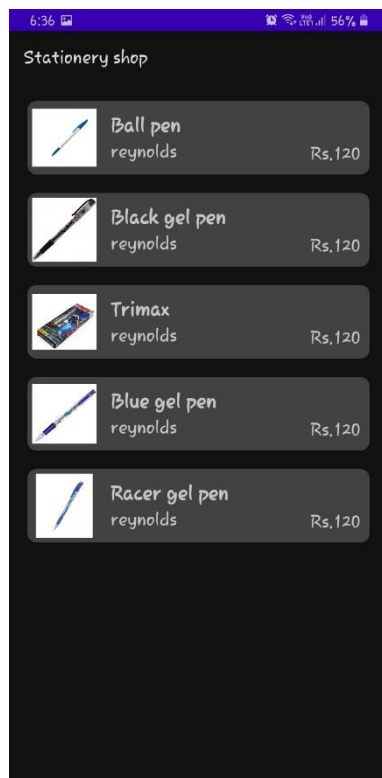 6:36 56%
Stationery shop
Ball pen
reynolds Rs.120
Black gel pen
reynolds Rs.120
Trimax
reynolds Rs.120
Blue gel pen
reynolds Rs.120
Racer gel pen
reynolds Rs.120